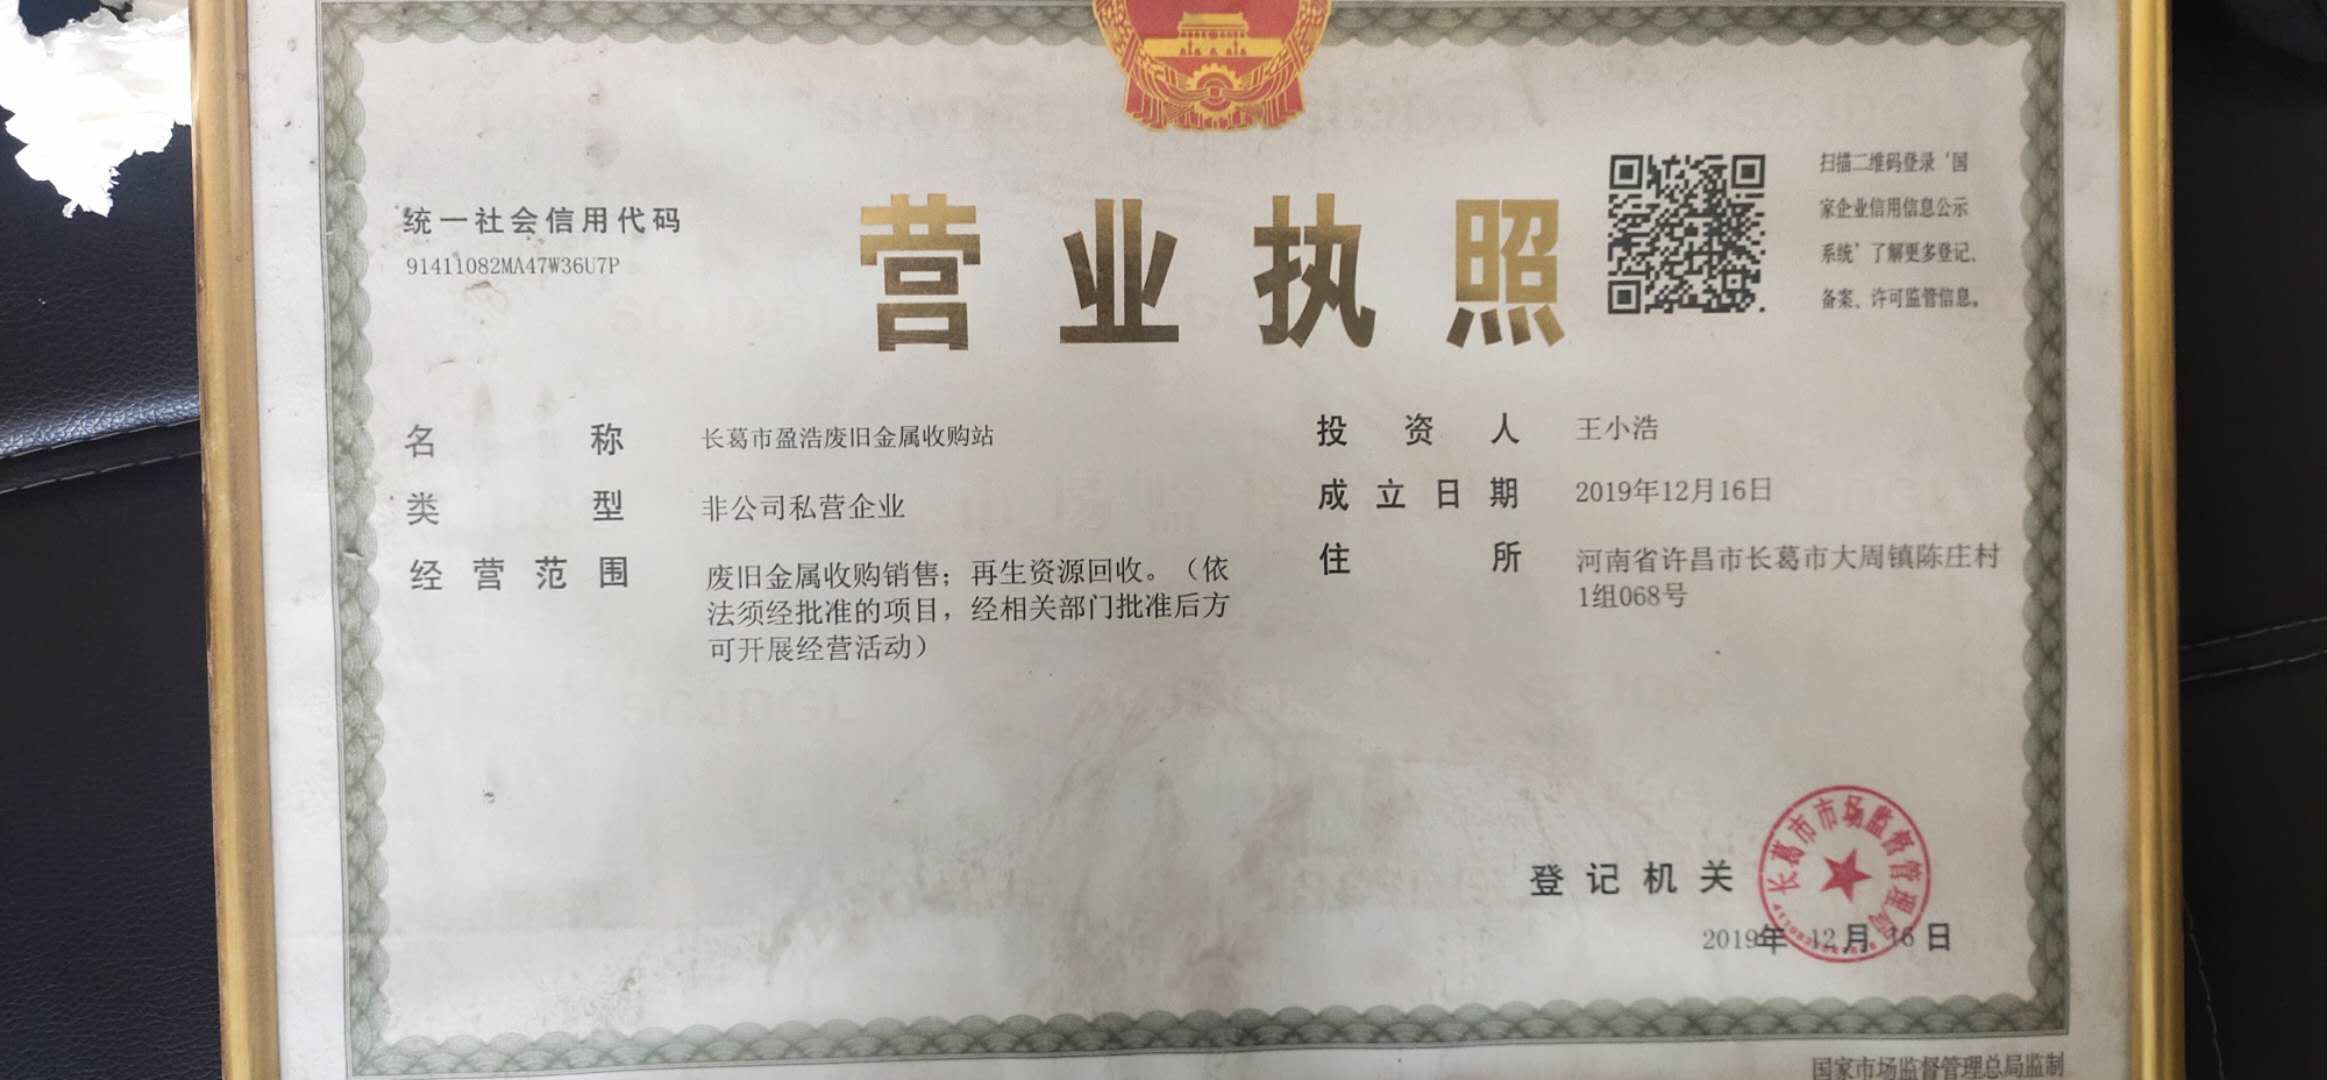 统一社会信用代码
91411082MA47W36U7P
营业执照
扫描二维码登录‘国
家企业信用信息公示
系统’了解更多登记、
备案、许可监管信息。
名称 长葛市盈浩废旧金属收购站
类型 非公司私营企业
经营范围 废旧金属收购销售；再生资源回收。（依
法须经批准的项目，经相关部门批准后方
可开展经营活动）
投资人 王小浩
成立日期 2019年12月16日
住所 河南省许昌市长葛市大周镇陈庄村
1组068号
登记机关
长葛市市场监督管理局
2019年12月16日
国家市场监督管理总局监制